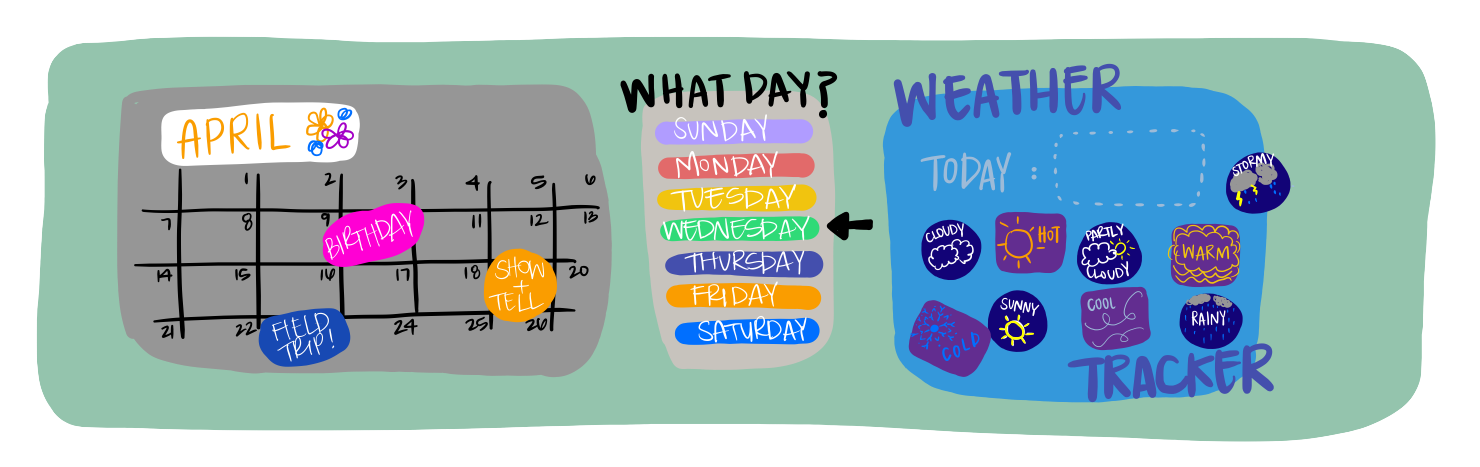 APRIL
1 2 3 4 5 6
7 8 9 11 12 13
BIRTHDAY
14 15 16 17 18 20
SHOW
+
TELL
21 22 24 25 26
FIELD
TRIP!
WHAT DAY?
SUNDAY
MONDAY
TUESDAY
WEDNESDAY
THURSDAY
FRIDAY
SATURDAY
WEATHER
TODAY :
STORMY
CLOUDY
HOT
PARTLY
CLOUDY
WARM
COLD
SUNNY
COOL
RAINY
TRACKER